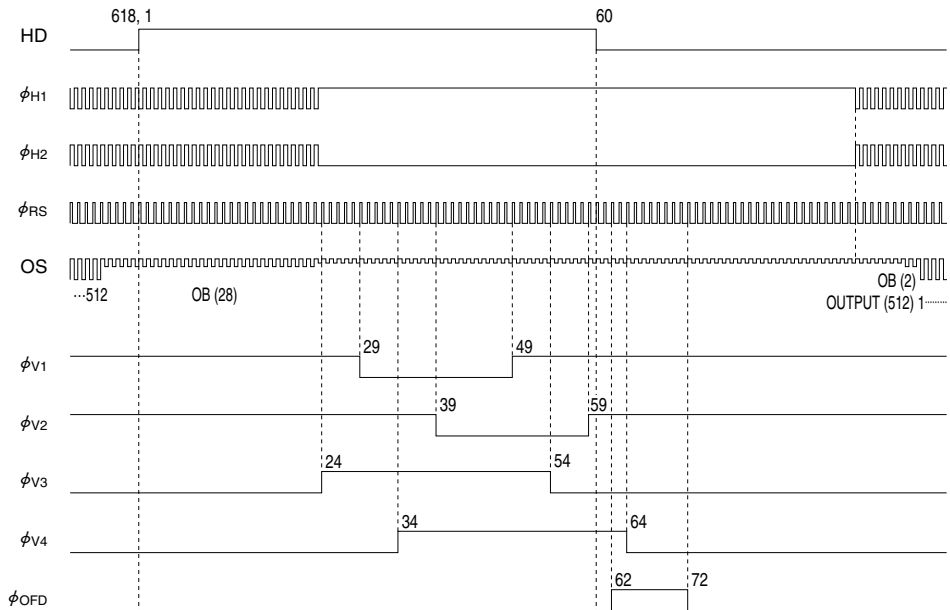 618, 1 60
HD
ϕH1
ϕH2
ϕRS
OS
···512 OB (28) OB (2)
OUTPUT (512) 1·········
29 49
ϕV1
39 59
ϕV2
24 54
ϕV3
34 64
ϕV4
62 72
ϕOFD